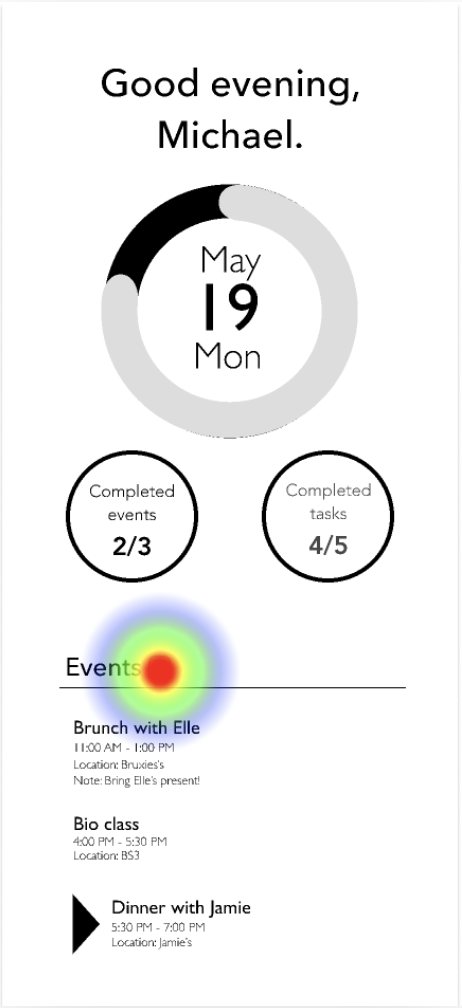 Good evening,
Michael.
May
19
Mon
Completed
events
2/3
Completed
tasks
4/5
Events
Brunch with Elle
11:00 AM - 1:00 PM
Location: Bruxies's
Note: Bring Elle's present!
Bio class
4:00 PM - 5:30 PM
Location: BS3
Dinner with Jamie
5:30 PM - 7:00 PM
Location: Jamie's